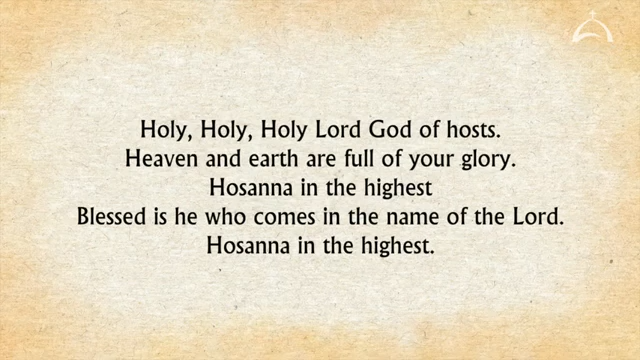 Holy, Holy, Holy Lord God of hosts.
Heaven and earth are full of your glory.
Hosanna in the highest
Blessed is he who comes in the name of the Lord.
Hosanna in the highest.